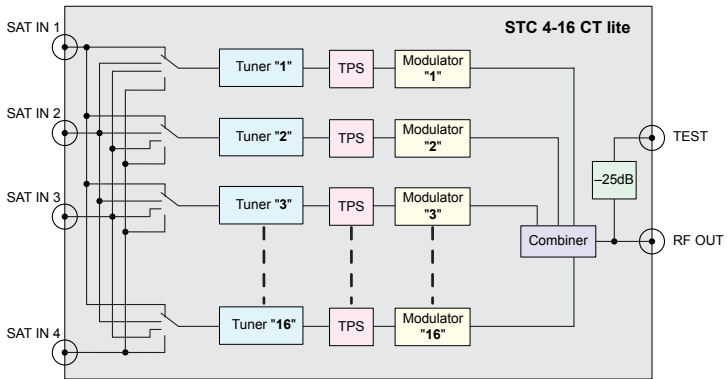 STC 4-16 CT lite
SAT IN 1
Tuner "1"
TPS
Modulator
"1"
SAT IN 2
Tuner "2"
TPS
Modulator
"2"
TEST
–25dB
SAT IN 3
Tuner "3"
TPS
Modulator
"3"
Combiner
RF OUT
SAT IN 4
Tuner "16"
TPS
Modulator
"16"